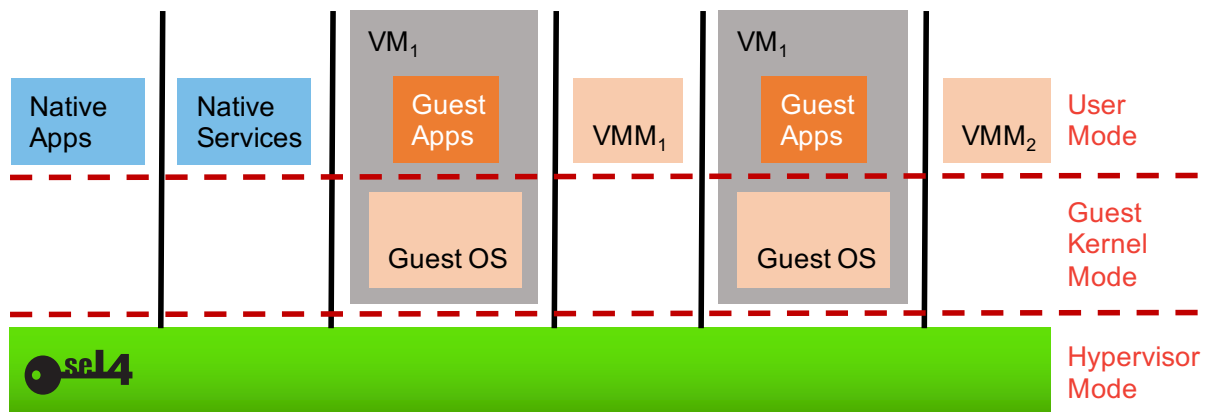 VM₁
VM₁
Native
Apps
Native
Services
Guest
Apps
VMM₁
Guest
Apps
VMM₂
User
Mode
Guest OS
Guest OS
Guest
Kernel
Mode
seL4
Hypervisor
Mode